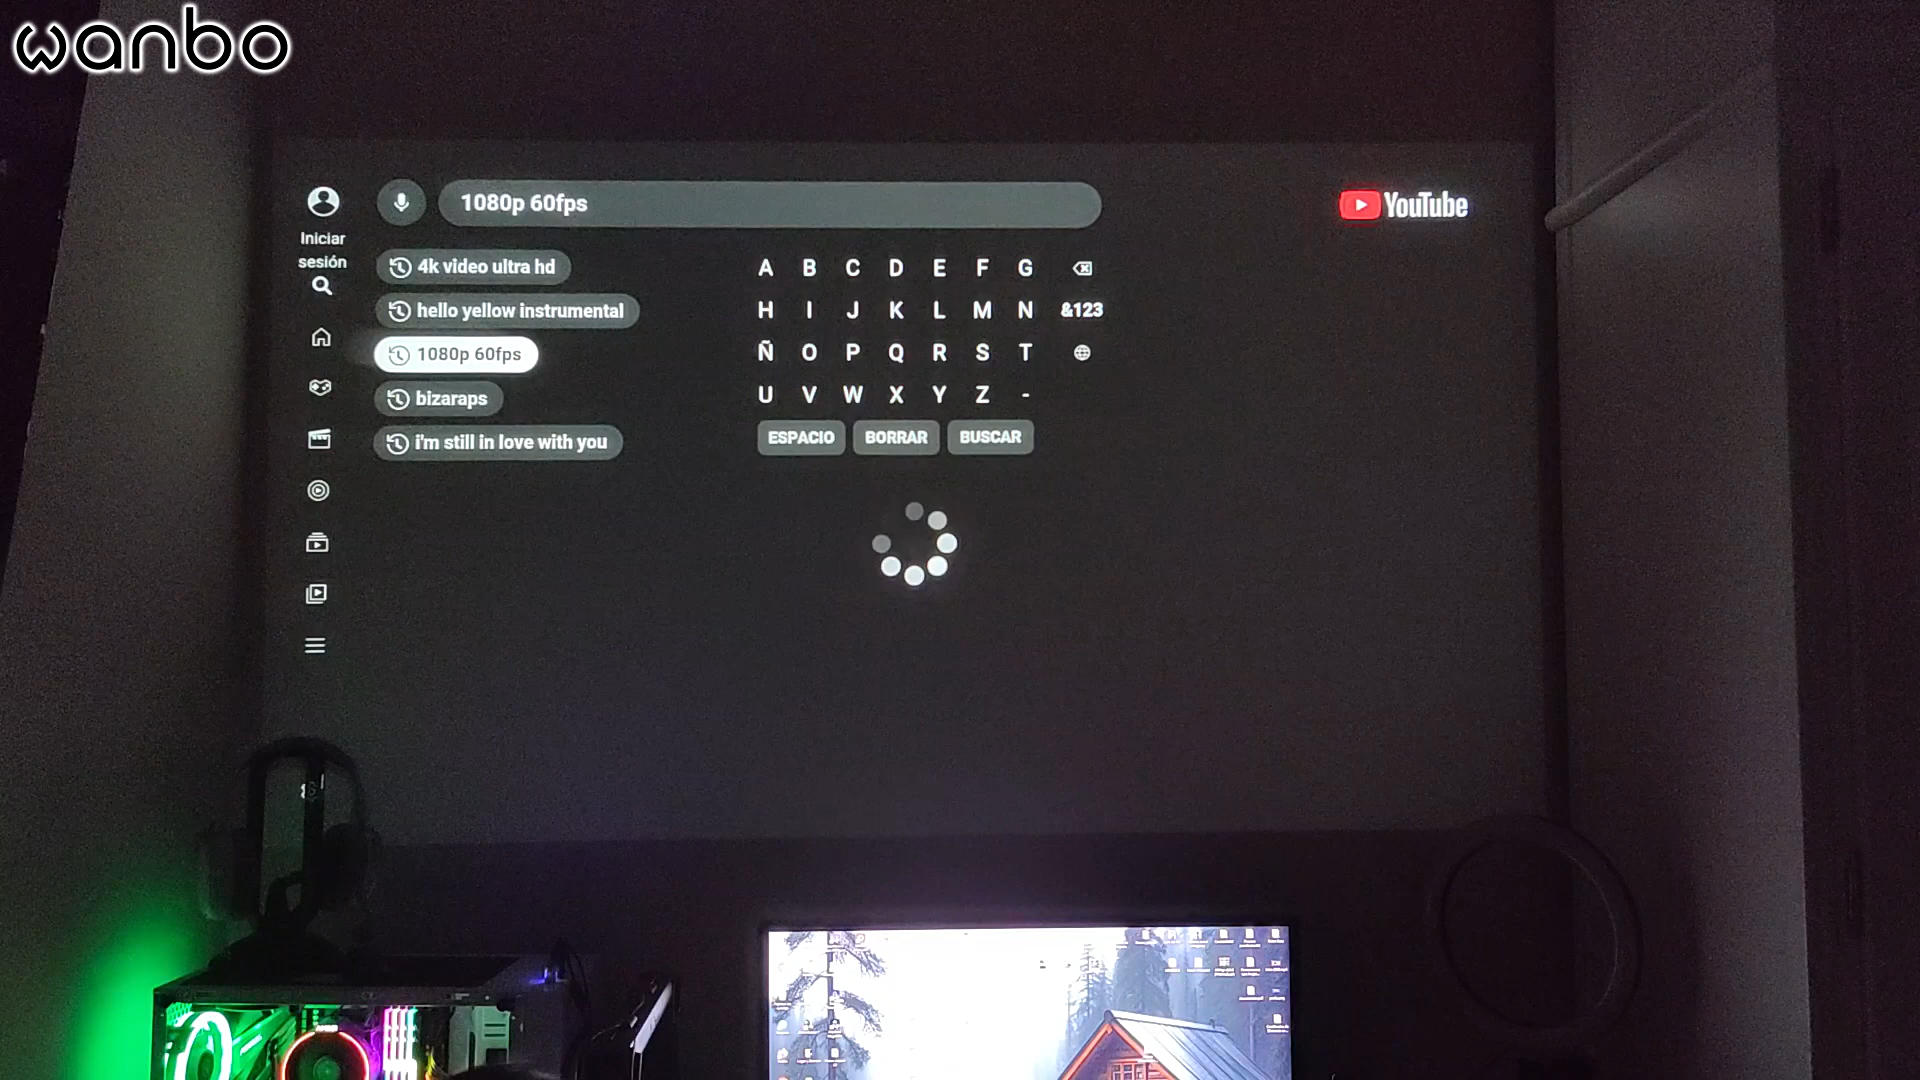 wanbo
1080p 60fps
YouTube
Iniciar
sesión
4k video ultra hd
hello yellow instrumental
1080p 60fps
bizaraps
i'm still in love with you
A B C D E F G
H I J K L M N &123
Ñ O P Q R S T
U V W X Y Z -
ESPACIO BORRAR BUSCAR